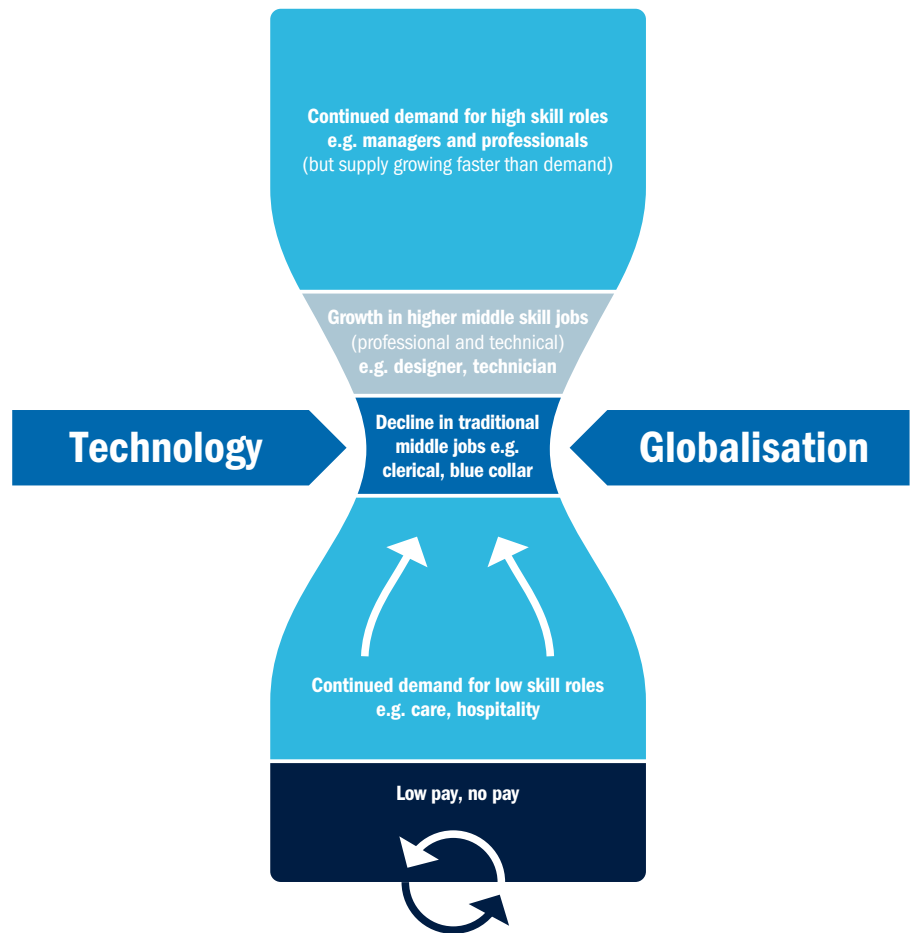 Continued demand for high skill roles
e.g. managers and professionals
(but supply growing faster than demand)
Growth in higher middle skill jobs
(professional and technical)
e.g. designer, technician
Technology
Decline in traditional
middle jobs e.g.
clerical, blue collar
Globalisation
Continued demand for low skill roles
e.g. care, hospitality
Low pay, no pay